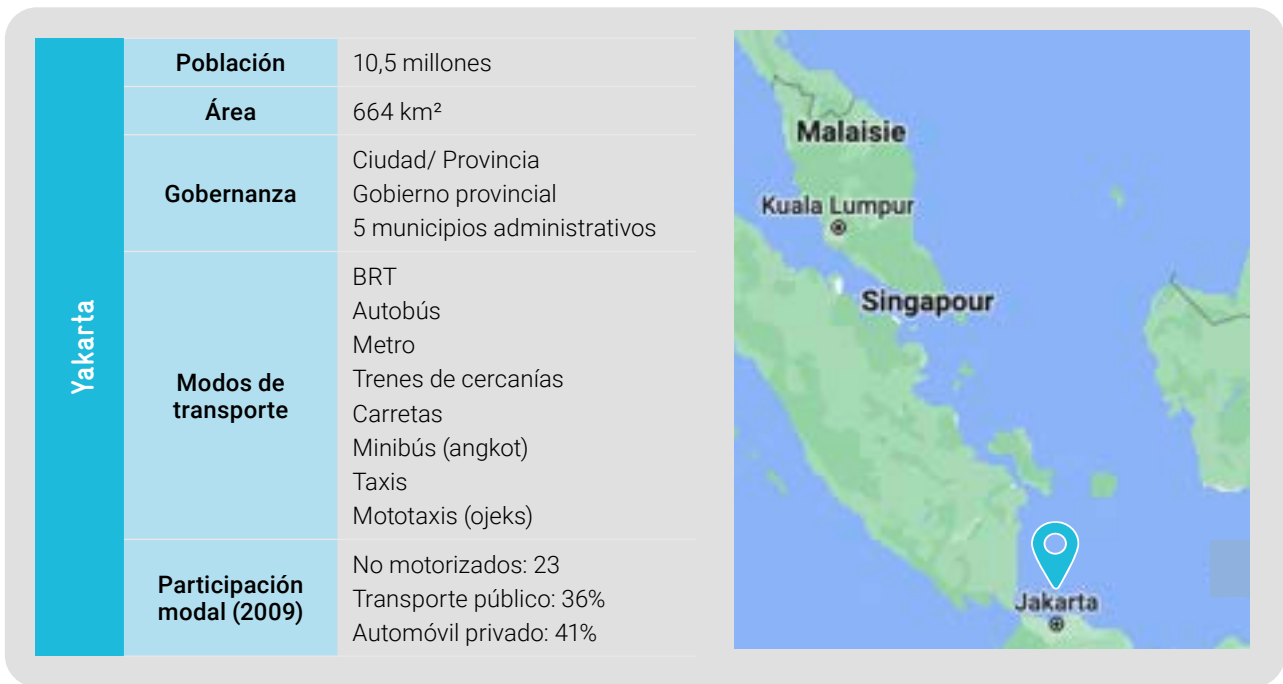 Yakarta
Población
10,5 millones
Área
664 km²
Gobernanza
Ciudad/ Provincia
Gobierno provincial
5 municipios administrativos
Modos de
transporte
BRT
Autobús
Metro
Trenes de cercanías
Carretas
Minibús (angkot)
Taxis
Mototaxis (ojeks)
Participación
modal (2009)
No motorizados: 23
Transporte público: 36%
Automóvil privado: 41%
Malaisie
Kuala Lumpur
Singapour
Jakarta